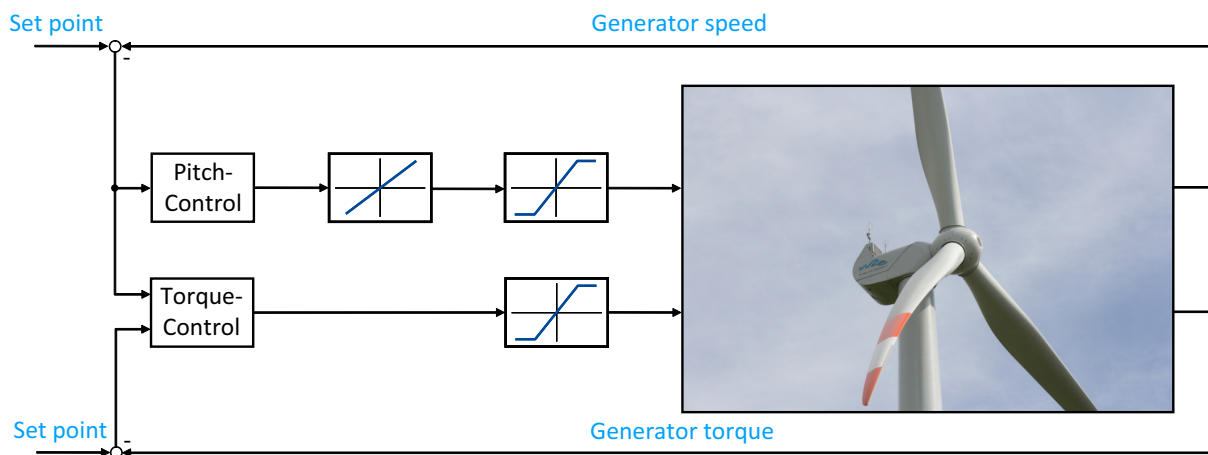 Set point
Generator speed
-
Pitch-
Control
Torque-
Control
Set point
-
Generator torque